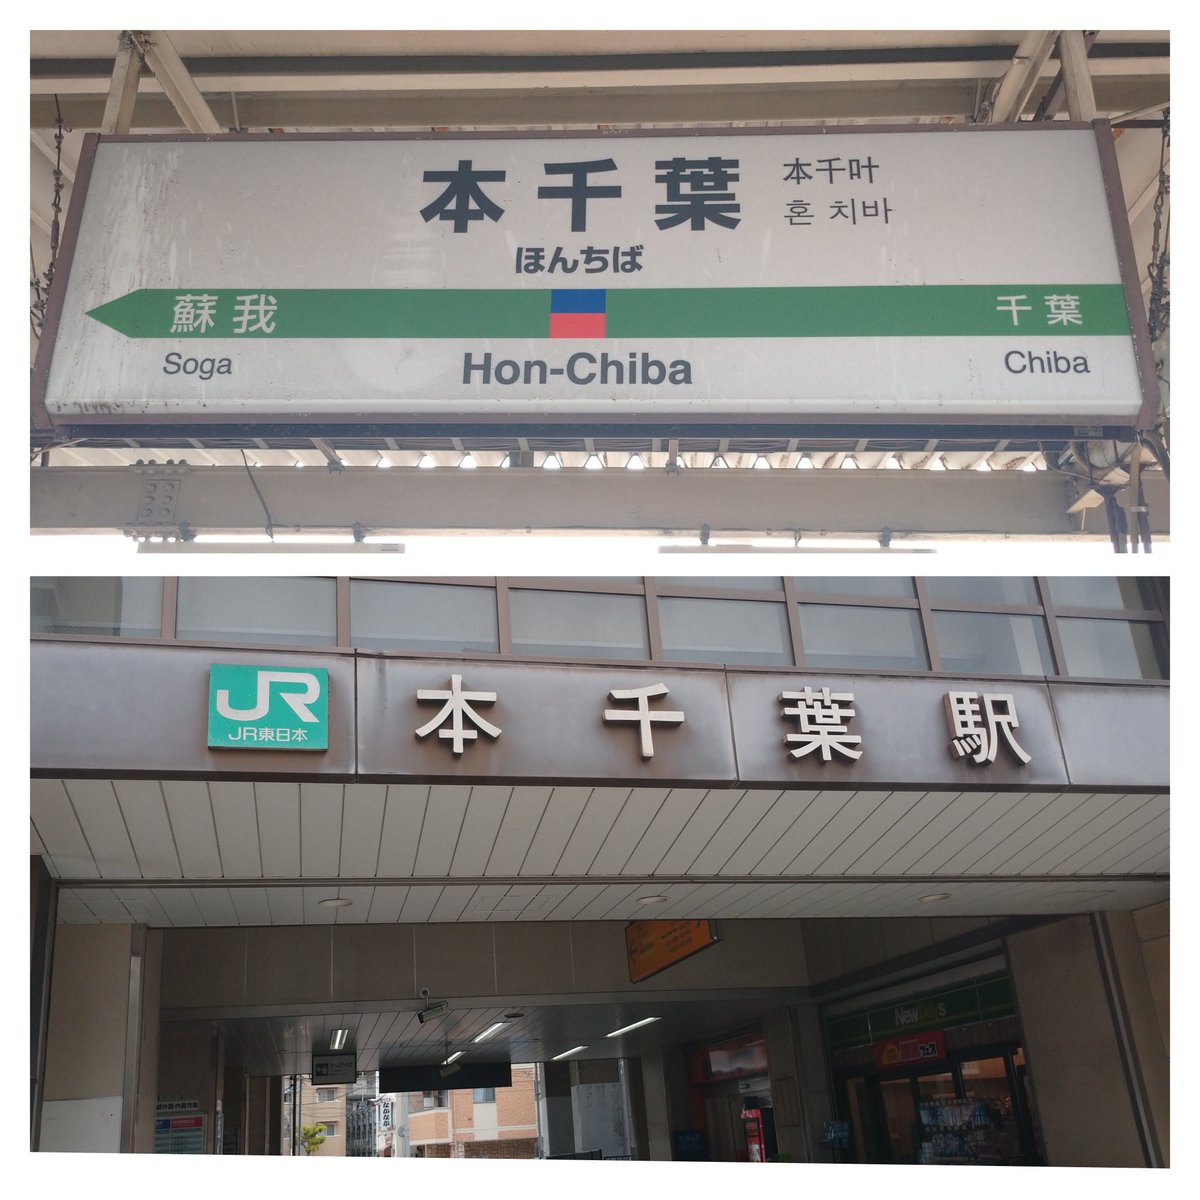 本千葉
本千叶
혼 치바
ほんちば
蘇我
千葉
Soga
Hon-Chiba
Chiba
JR
JR東日本
本千葉駅
NewDays